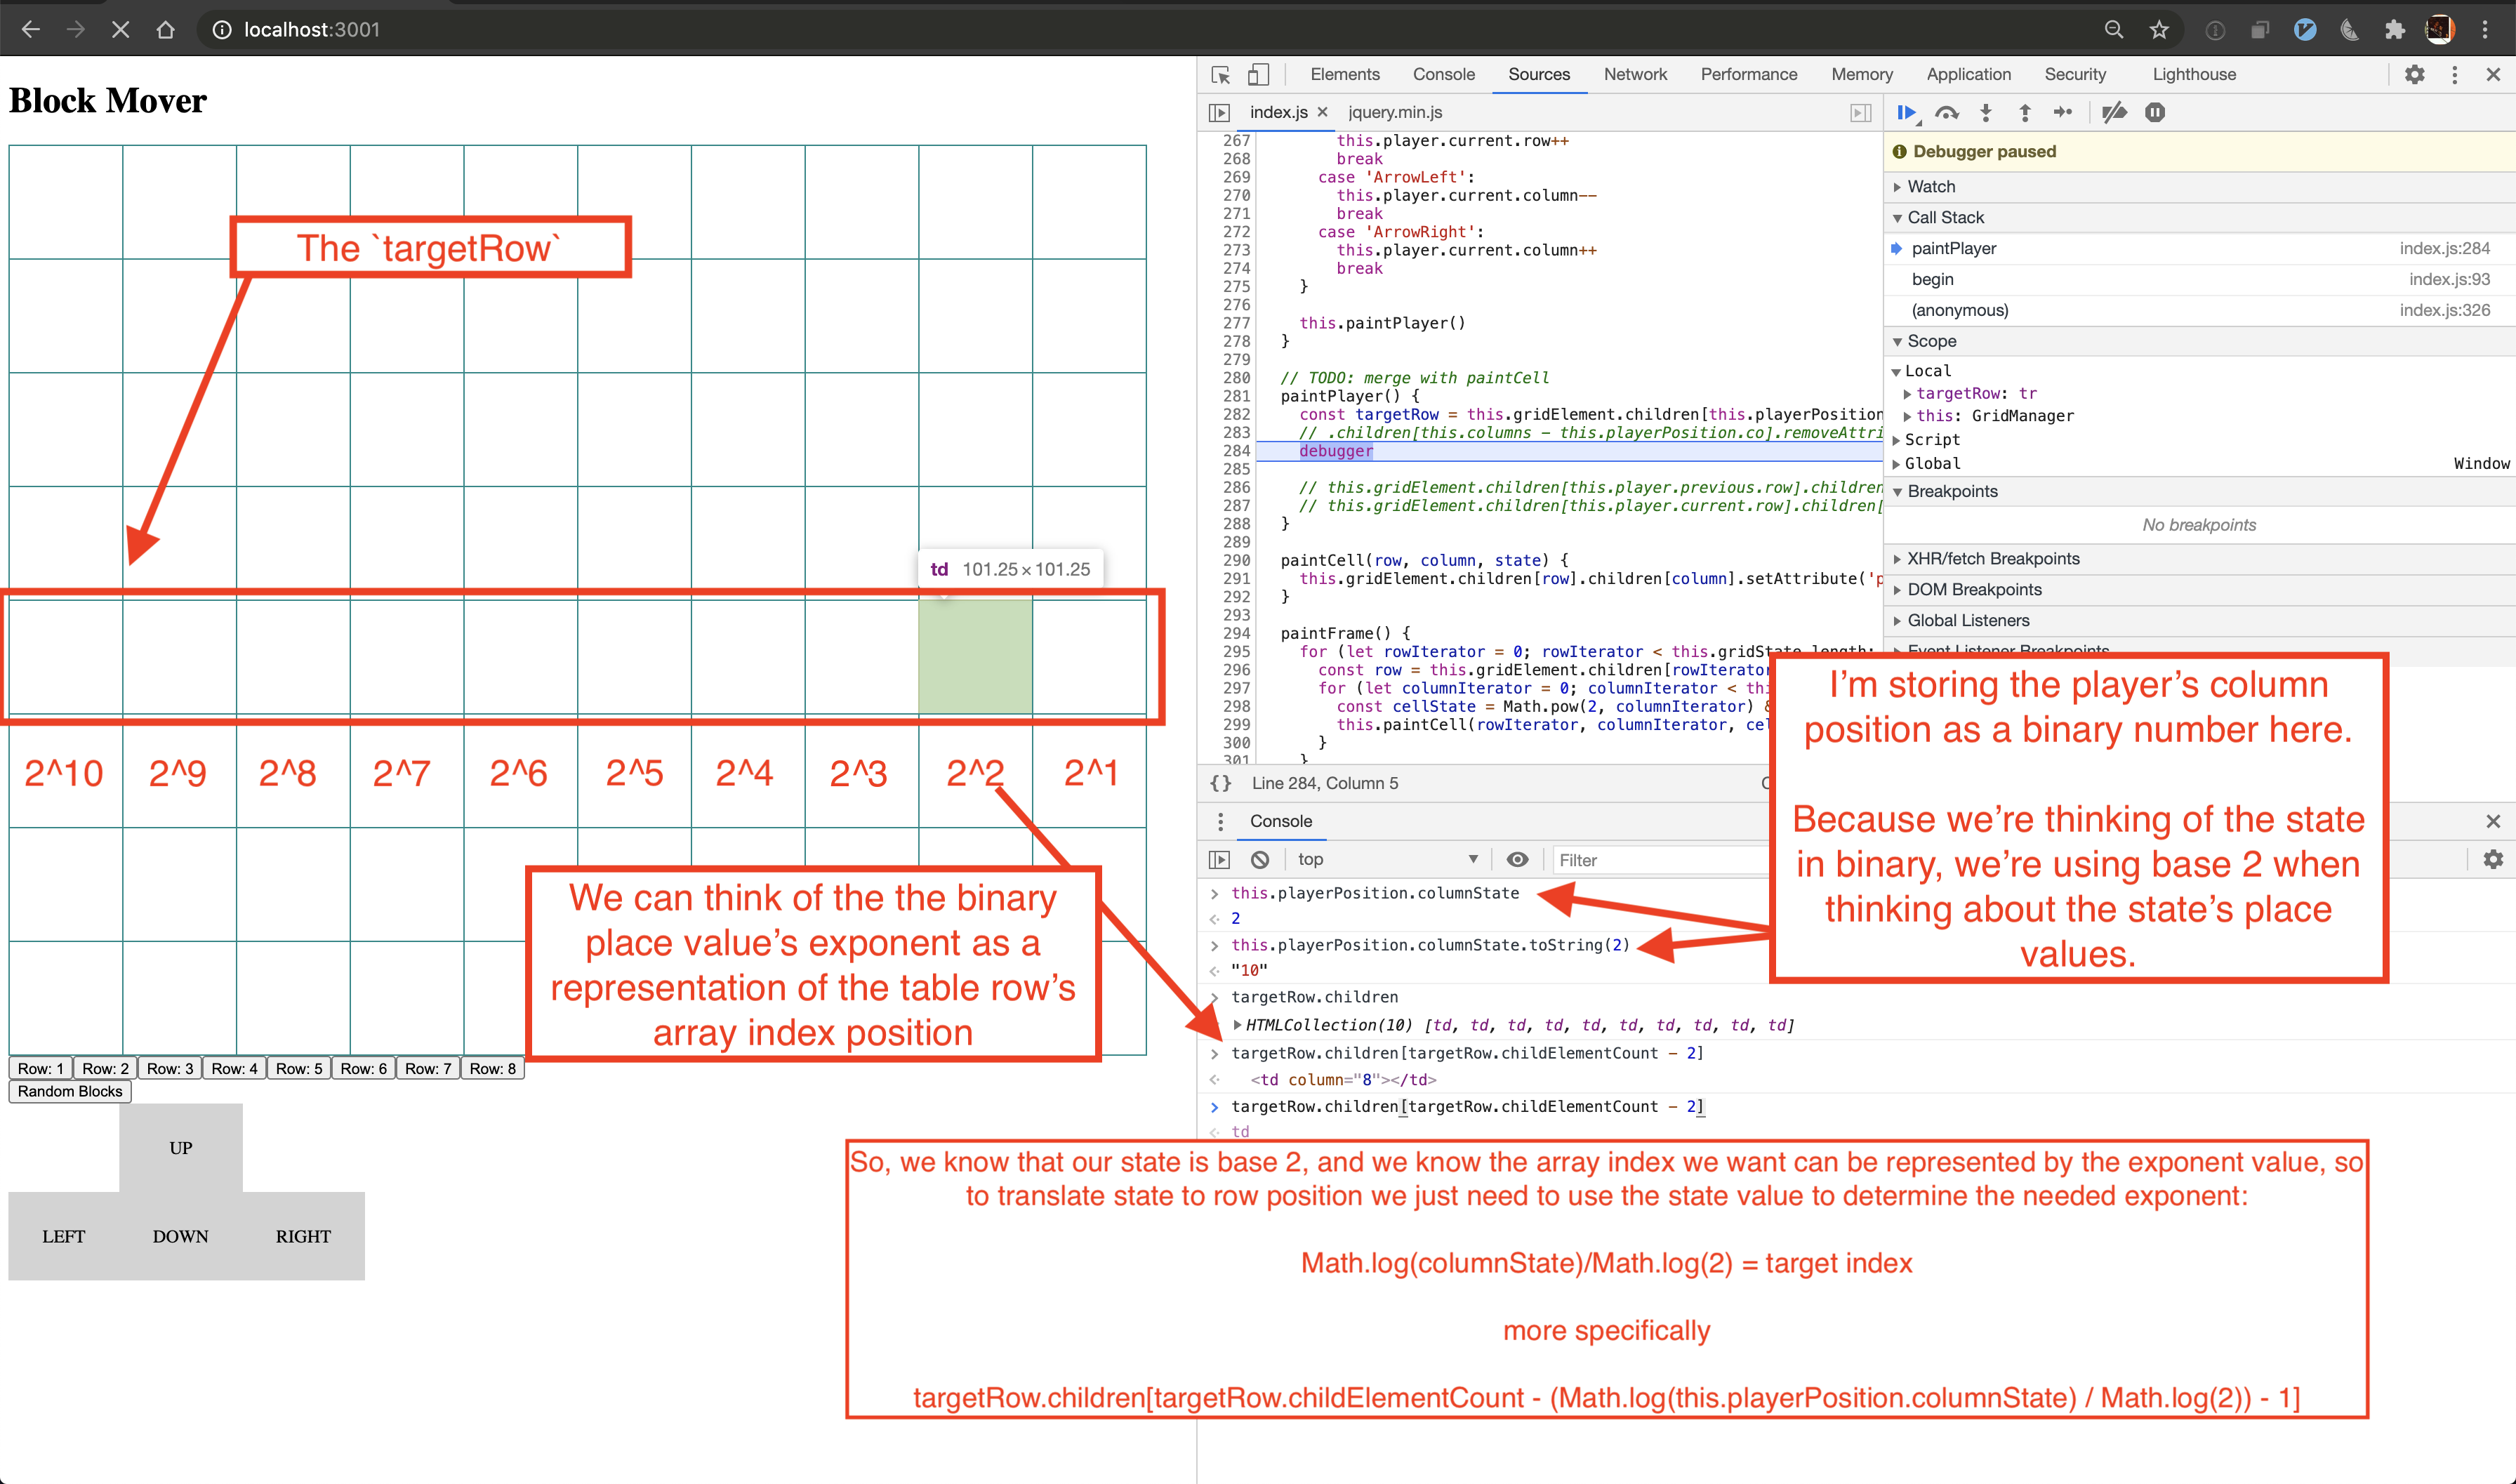 localhost:3001
Block Mover
The `targetRow`
td 101.25×101.25
2^10 2^9 2^8 2^7 2^6 2^5 2^4 2^3 2^2 2^1
We can think of the the binary
place value's exponent as a
representation of the table row's
array index position
Row: 1 Row: 2 Row: 3 Row: 4 Row: 5 Row: 6 Row: 7 Row: 8
Random Blocks
UP
LEFT DOWN RIGHT
Elements Console Sources Network Performance Memory Application Security Lighthouse
index.js jquery.min.js
267 this.player.current.row++
268 break
269 case 'ArrowLeft':
270 this.player.current.column--
271 break
272 case 'ArrowRight':
273 this.player.current.column++
274 break
275 }
276
277 this.paintPlayer()
278 }
279
280 // TODO: merge with paintCell
281 paintPlayer() {
282 const targetRow = this.gridElement.children[this.playerPosition
283 // .children[this.columns - this.playerPosition.co].removeAttri
284 debugger
285
286 // this.gridElement.children[this.player.previous.row].children
287 // this.gridElement.children[this.player.current.row].children[
288 }
289
290 paintCell(row, column, state) {
291 this.gridElement.children[row].children[column].setAttribute('p
292 }
293
294 paintFrame() {
295 for (let rowIterator = 0; rowIterator < this.gridState.length;
296 const row = this.gridElement.children[rowIterator
297 for (let columnIterator = 0; columnIterator < thi
298 const cellState = Math.pow(2, columnIterator) &
299 this.paintCell(rowIterator, columnIterator, cel
300 }
301 }
{} Line 284, Column 5
Debugger paused
Watch
Call Stack
paintPlayer index.js:284
begin index.js:93
(anonymous) index.js:326
Scope
Local
targetRow: tr
this: GridManager
Script
Global Window
Breakpoints
No breakpoints
XHR/fetch Breakpoints
DOM Breakpoints
Global Listeners
Event Listener Breakpoints
I'm storing the player's column
position as a binary number here.
Because we're thinking of the state
in binary, we're using base 2 when
thinking about the state's place
values.
Console
top Filter
this.playerPosition.columnState
2
this.playerPosition.columnState.toString(2)
"10"
targetRow.children
HTMLCollection(10) [td, td, td, td, td, td, td, td, td, td]
targetRow.children[targetRow.childElementCount - 2]
<td column="8"></td>
targetRow.children[targetRow.childElementCount - 2]
td
So, we know that our state is base 2, and we know the array index we want can be represented by the exponent value, so
to translate state to row position we just need to use the state value to determine the needed exponent:
Math.log(columnState)/Math.log(2) = target index
more specifically
targetRow.children[targetRow.childElementCount - (Math.log(this.playerPosition.columnState) / Math.log(2)) - 1]